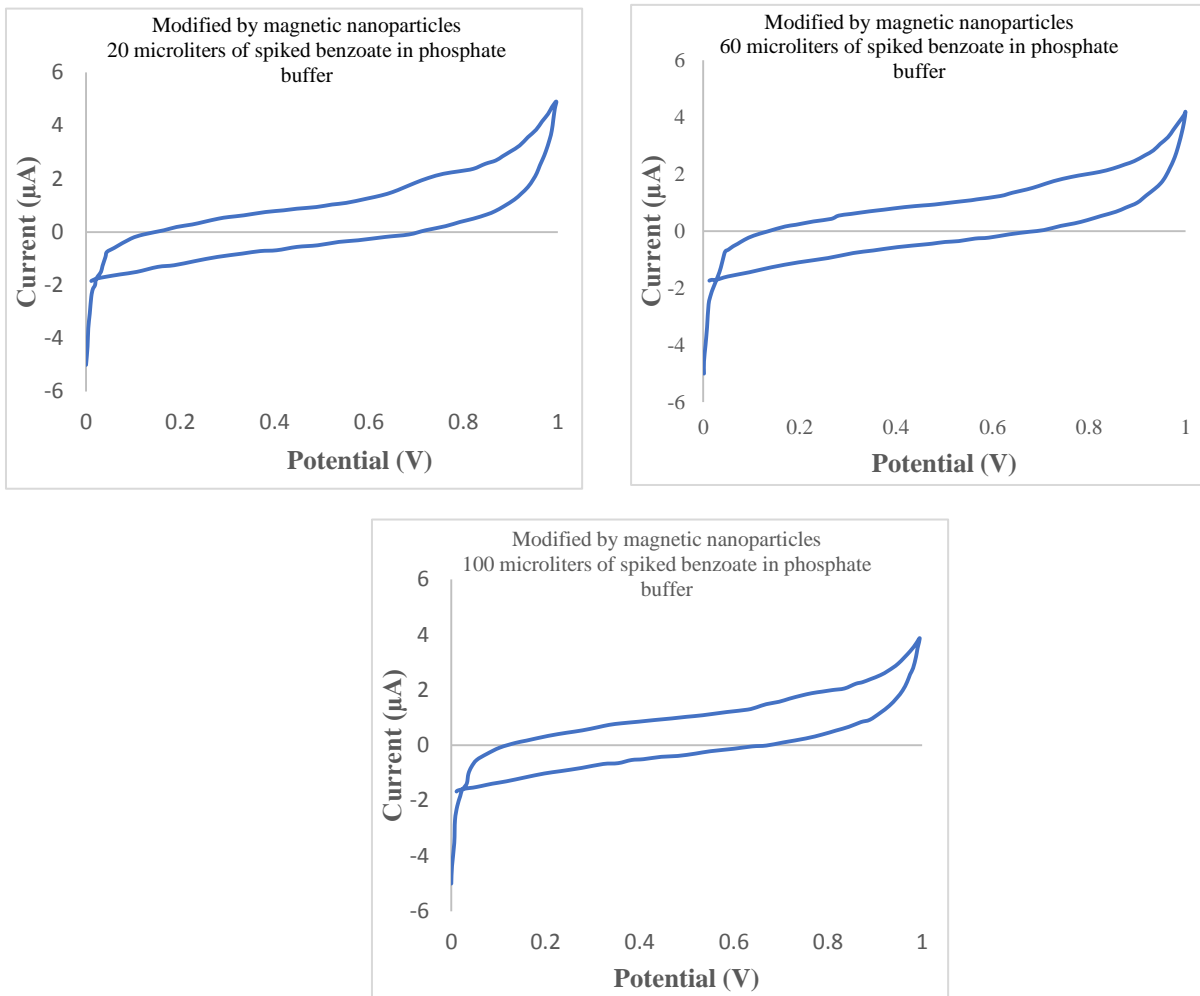 Modified by magnetic nanoparticles
20 microliters of spiked benzoate in phosphate
buffer
6
4
2
0
-2
-4
-6
0
0.2
0.4
0.6
0.8
1
Current (µA)
Potential (V)
Modified by magnetic nanoparticles
60 microliters of spiked benzoate in phosphate
buffer
6
4
2
0
-2
-4
-6
0
0.2
0.4
0.6
0.8
1
Current (µA)
Potential (V)
Modified by magnetic nanoparticles
100 microliters of spiked benzoate in phosphate
buffer
6
4
2
0
-2
-4
-6
0
0.2
0.4
0.6
0.8
1
Current (µA)
Potential (V)